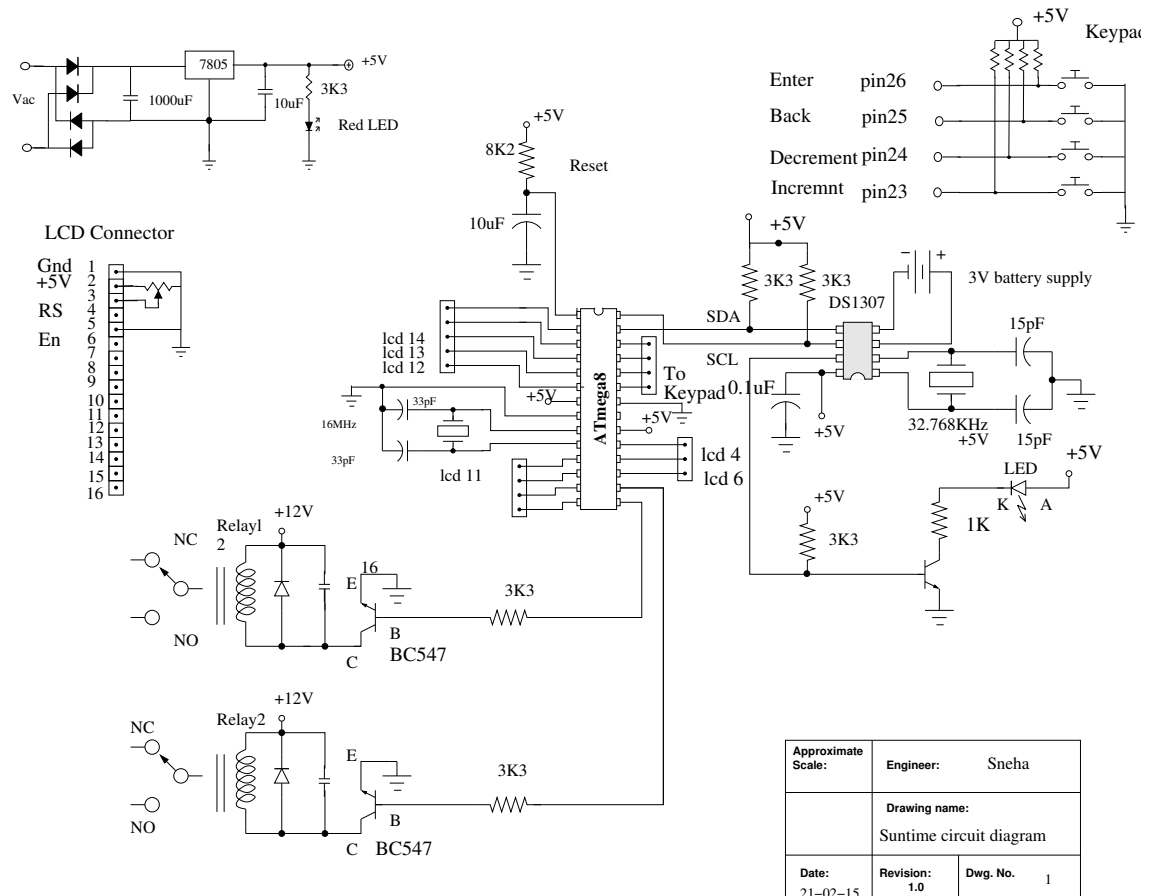 Vac
1000uF
7805
10uF
3K3
+5V
Red LED
+5V
8K2
Reset
10uF
+5V
Enter pin26
Back pin25
Decrement pin24
Incremnt pin23
LCD Connector
Gnd 1
+5V 2
3
RS 4
5
En 6
7
8
9
10
11
12
13
14
15
16
lcd 14
lcd 13
lcd 12
33pF
16MHz
33pF
+5V
lcd 11
ATmega8
To
Keypad
+5V
lcd 4
lcd 6
+5V
3K3
3K3
SDA
SCL
DS1307
− +
3V battery supply
15pF
0.1uF
+5V
32.768KHz
+5V
15pF
LED
+5V
K A
1K
+5V
3K3
Relay1
2
+12V
NC
NO
E
16
B
C
BC547
3K3
Relay2
+12V
NC
NO
E
B
C
BC547
3K3
Approximate
Scale:
Engineer: Sneha
Drawing name:
Suntime circuit diagram
Date:
21−02−15
Revision:
1.0
Dwg. No. 1